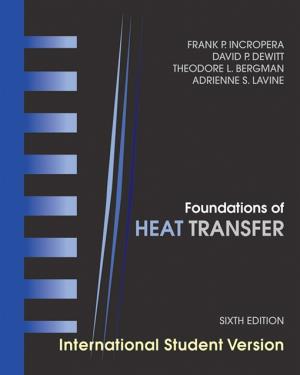 FRANK P. INCROPERA
DAVID P. DEWITT
THEODORE L. BERGMAN
ADRIENNE S. LAVINE
Foundations of
HEAT TRANSFER
SIXTH EDITION
International Student Version